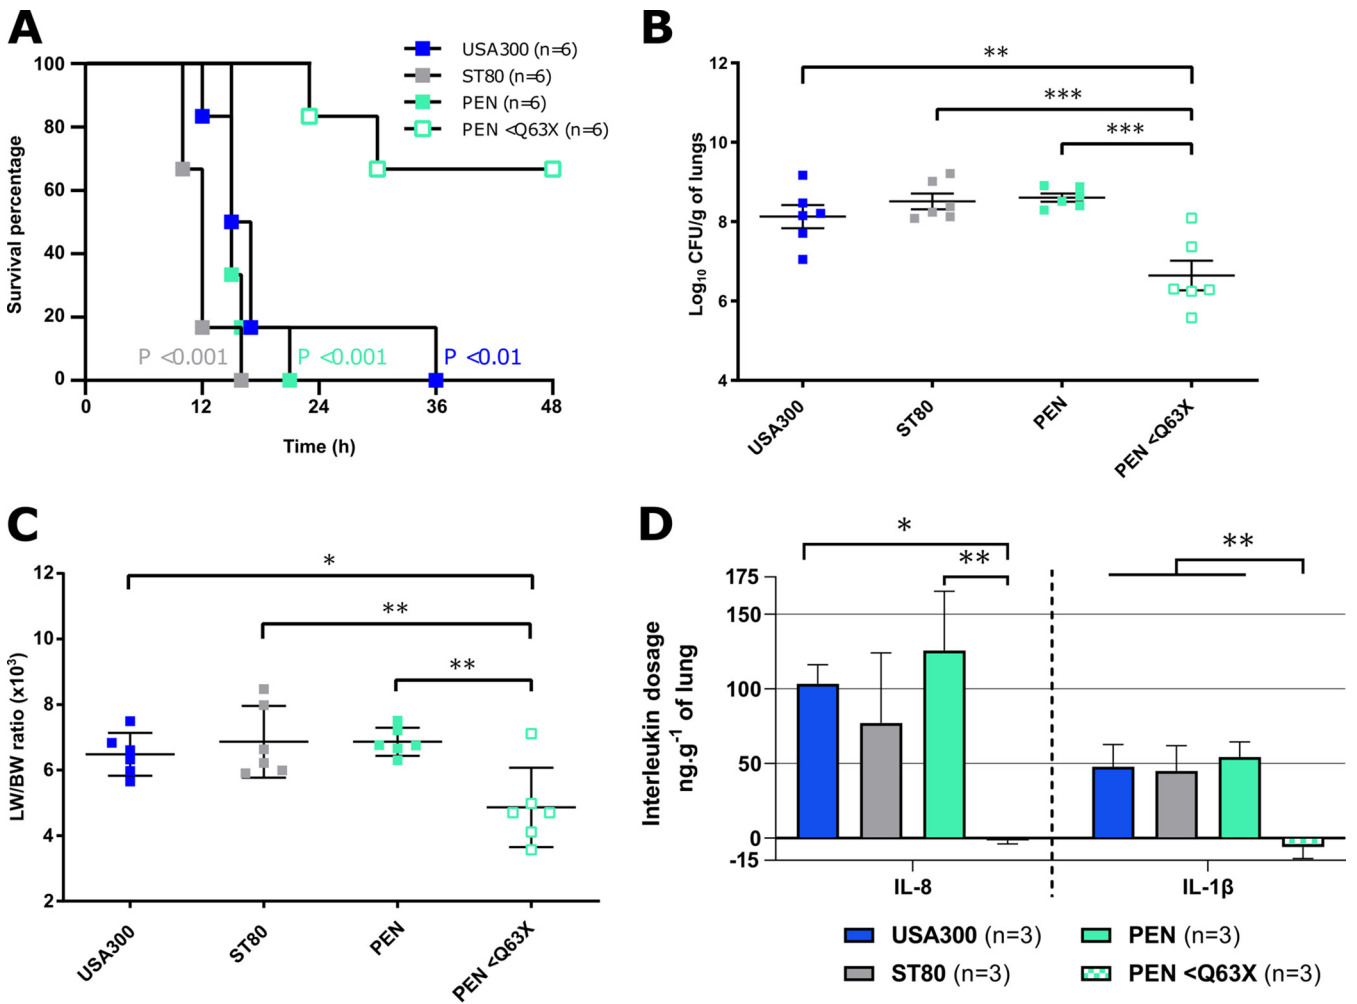 A
USA300 (n=6)
ST80 (n=6)
PEN (n=6)
PEN <Q63X (n=6)
Survival percentage
100
80
60
40
20
0
P <0.001
P <0.001
P <0.01
0 12 24 36 48
Time (h)
B
Log₁₀ CFU/g of lungs
12
10
8
6
4
**
***
***
USA300
ST80
PEN
PEN <Q63X
C
LW/BW ratio (x10³)
12
10
8
6
4
2
*
**
**
USA300
ST80
PEN
PEN <Q63X
D
Interleukin dosage
ng.g⁻¹ of lung
175
150
100
50
0
-15
*
**
**
IL-8
IL-1β
USA300 (n=3)
PEN (n=3)
ST80 (n=3)
PEN <Q63X (n=3)